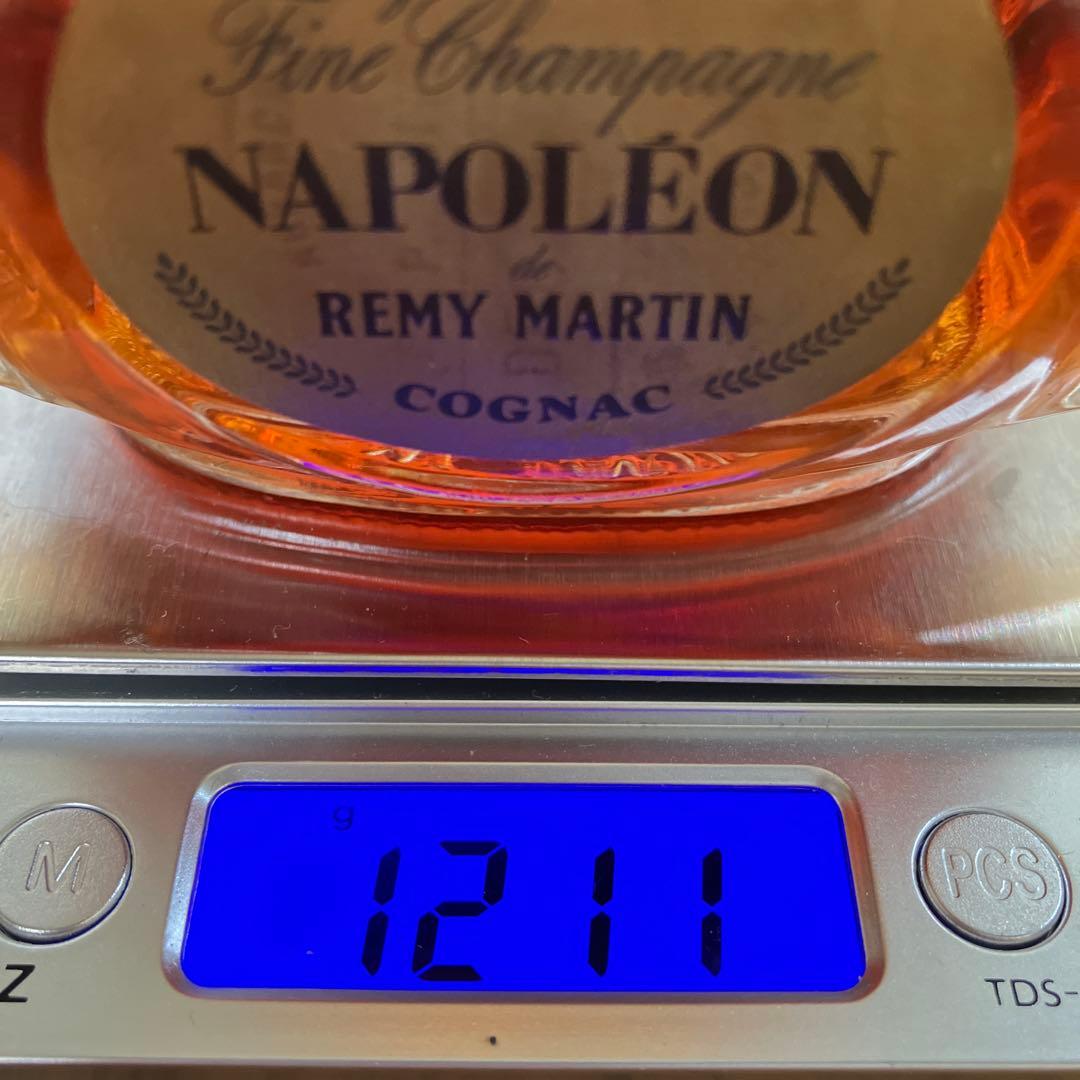 Fine Champagne
NAPOLÉON
de
REMY MARTIN
COGNAC
g
1211
M
PCS
Z
TDS-